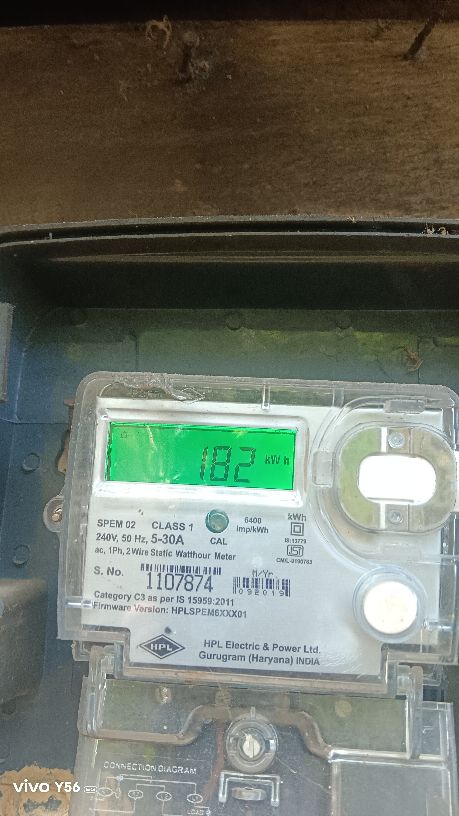 182 kWh
SPEM 02 CLASS 1
240V, 50 Hz, 5-30A
ac, 1Ph, 2 Wire Static Watthour Meter
CAL
6400
imp/kWh
kWh
IS:13779
S. No.
1107874
M/Yr
092019
Category C3 as per IS 15959:2011
Firmware Version: HPLSPEM6XXX01
HPL
HPL Electric & Power Ltd.
Gurugram (Haryana) INDIA
CONNECTION DIAGRAM
LOAD
vivo Y56